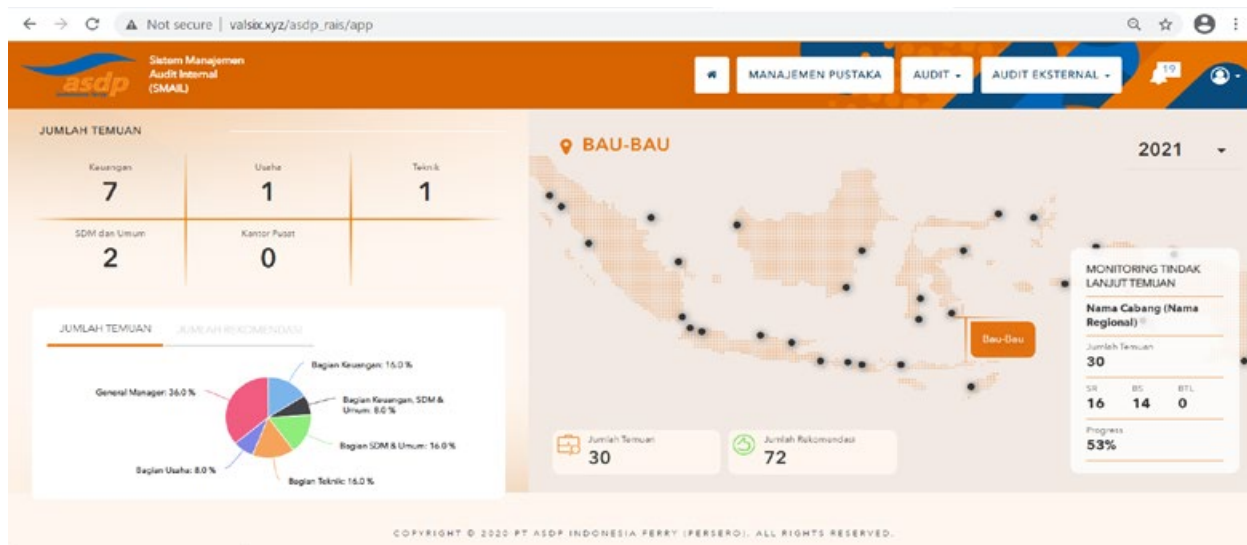 Not secure | valsix.xyz/asdp_rais/app
asdp
Sistem Manajemen
Audit Internal
(SMAIL)
MANAJEMEN PUSTAKA
AUDIT
AUDIT EKSTERNAL
19
JUMLAH TEMUAN
Keuangan
7
Usaha
1
Teknik
1
SDM dan Umum
2
Kantor Pusat
0
JUMLAH TEMUAN
JUMLAH REKOMENDASI
Bagian Keuangan: 16.0 %
Bagian Keuangan, SDM &
Umum: 8.0 %
Bagian SDM & Umum: 16.0 %
Bagian Teknik: 16.0 %
Bagian Usaha: 8.0 %
General Manager: 36.0 %
BAU-BAU
2021
Bau-Bau
Jumlah Temuan
30
Jumlah Rekomendasi
72
MONITORING TINDAK
LANJUT TEMUAN
Nama Cabang (Nama
Regional)
Jumlah Temuan
30
SR BS BTL
16 14 0
Progress
53%
COPYRIGHT © 2020 PT ASDP INDONESIA FERRY (PERSERO). ALL RIGHTS RESERVED.